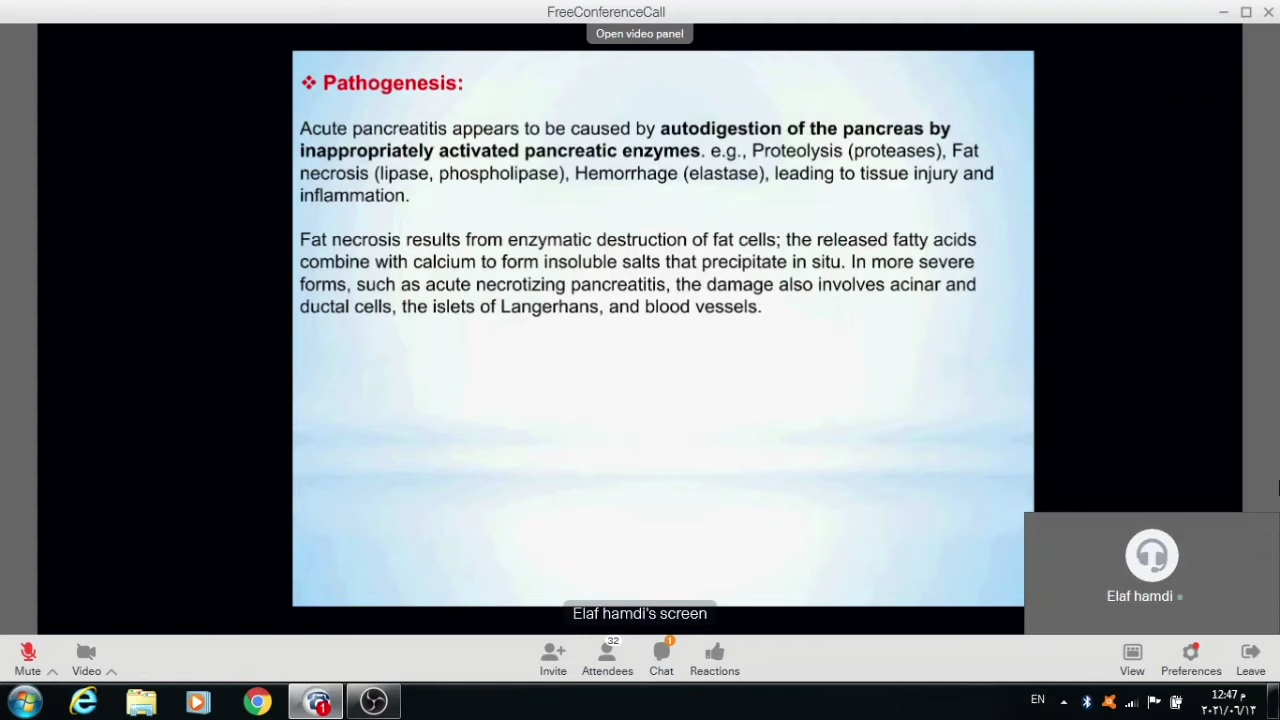 FreeConferenceCall
Open video panel
❖ Pathogenesis:
Acute pancreatitis appears to be caused by autodigestion of the pancreas by
inappropriately activated pancreatic enzymes. e.g., Proteolysis (proteases), Fat
necrosis (lipase, phospholipase), Hemorrhage (elastase), leading to tissue injury and
inflammation.
Fat necrosis results from enzymatic destruction of fat cells; the released fatty acids
combine with calcium to form insoluble salts that precipitate in situ. In more severe
forms, such as acute necrotizing pancreatitis, the damage also involves acinar and
ductal cells, the islets of Langerhans, and blood vessels.
Elaf hamdi
Elaf hamdi's screen
32
1
Mute
Video
Invite
Attendees
Chat
Reactions
View
Preferences
Leave
1
EN
12:47 م
٢٠٢١/٠٦/١٣